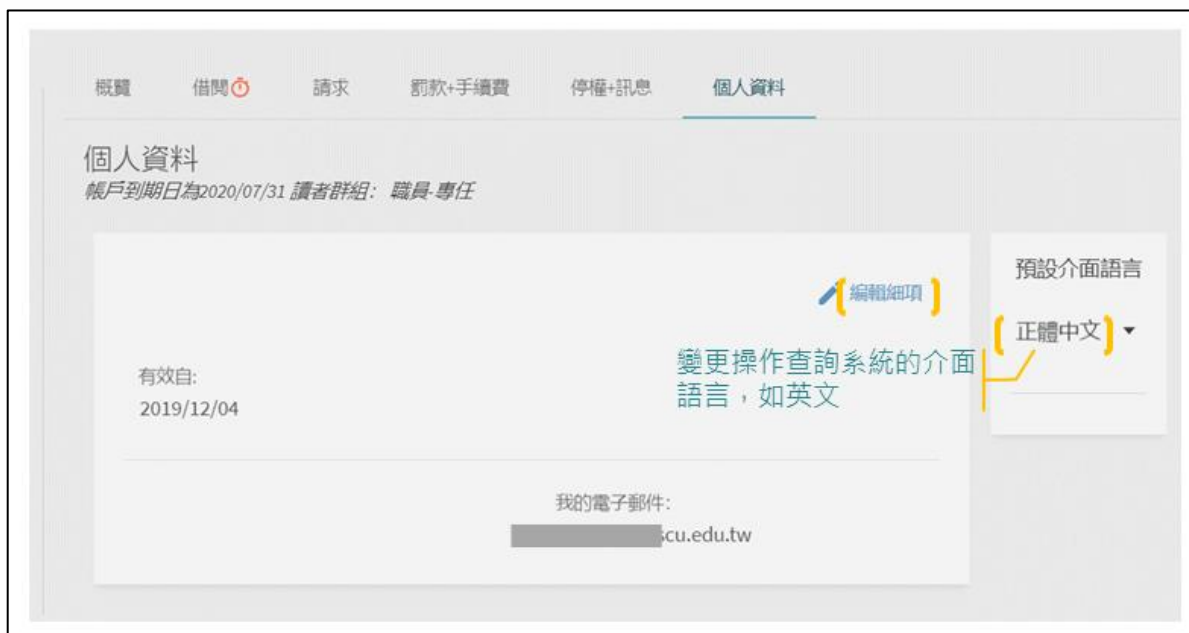 概覽 借閱 請求 罰款+手續費 停權+訊息 個人資料
個人資料
帳戶到期日為2020/07/31 讀者群組： 職員-專任
預設介面語言
編輯細項
正體中文
變更操作查詢系統的介面
語言，如英文
有效自:
2019/12/04
我的電子郵件:
scu.edu.tw